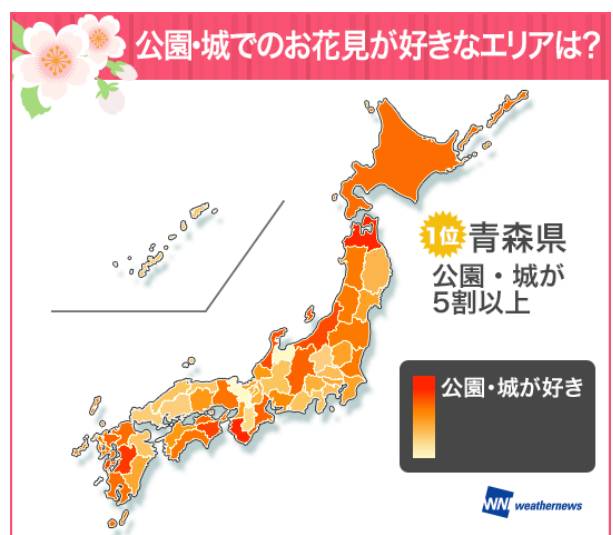 公園・城でのお花見が好きなエリアは?
1位 青森県
公園・城が
5割以上
公園・城が好き
WNI weathernews